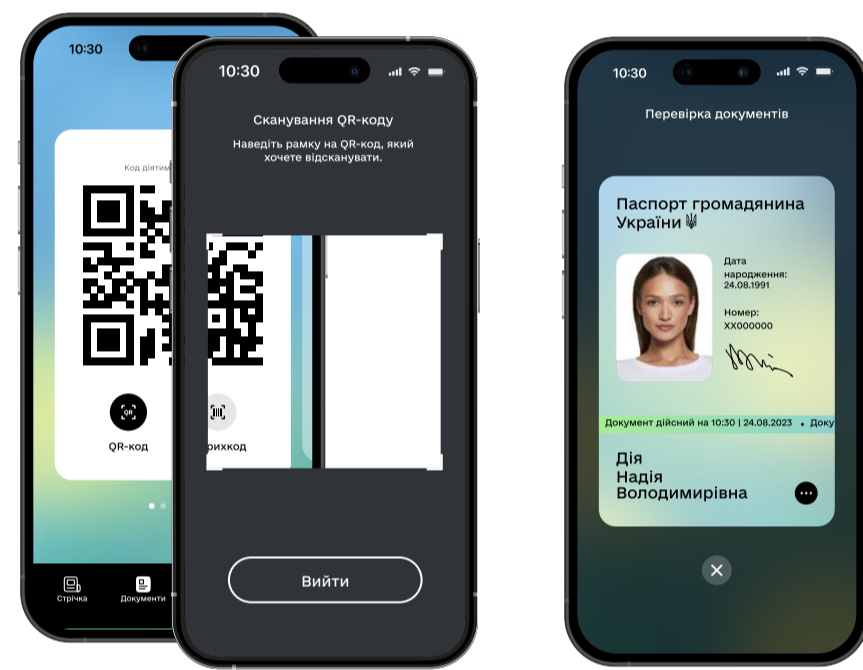 10:30
Код діятим
QR
QR-код
Стрічка
Документи
10:30
Сканування QR-коду
Наведіть рамку на QR-код, який
хочете відсканувати.
рихкод
Вийти
10:30
Перевірка документів
Паспорт громадянина
України
Дата
народження:
24.08.1991
Номер:
XX000000
Документ дійсний на 10:30 | 24.08.2023 • Доку
Дія
Надія
Володимирівна